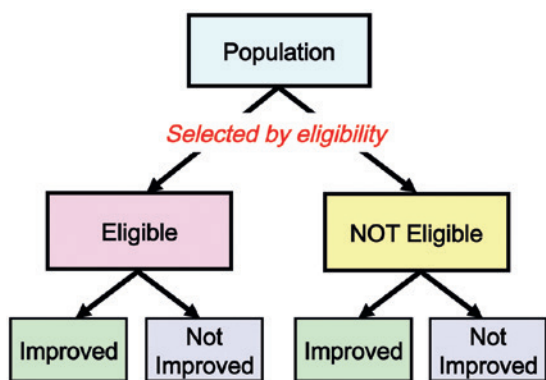 Population
Selected by eligibility
Eligible
NOT Eligible
Improved
Not
Improved
Improved
Not
Improved